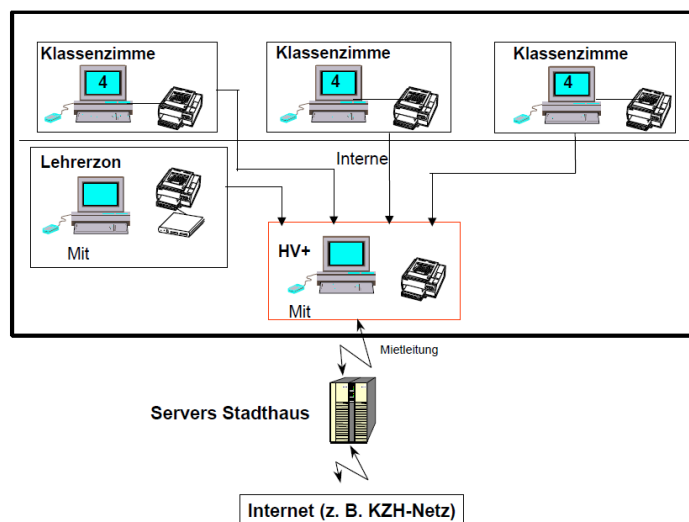 Klassenzimme
Klassenzimme
Klassenzimme
4
4
4
Lehrerzon
Interne
Mit
HV+
Mit
Mietleitung
Servers Stadthaus
Internet (z. B. KZH-Netz)